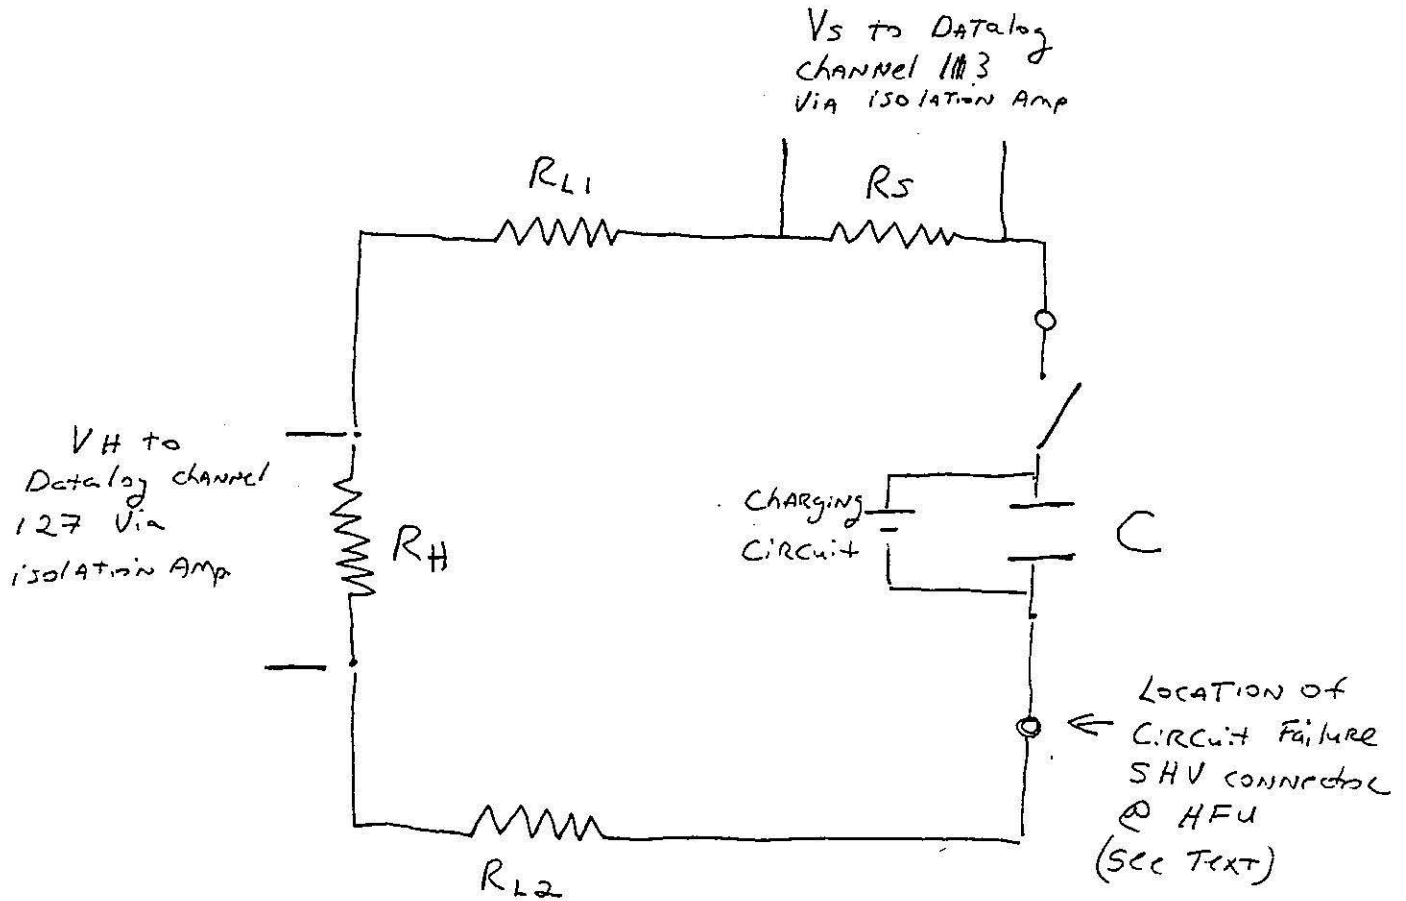 Vs to Datalog
Channel 113
Via isolation Amp
RL1
RS
VH to
Datalog channel
127 Via
isolation Amp
RH
Charging
Circuit
C
Location of
Circuit Failure
SHV connector
@ HFU
(See Text)
RL2